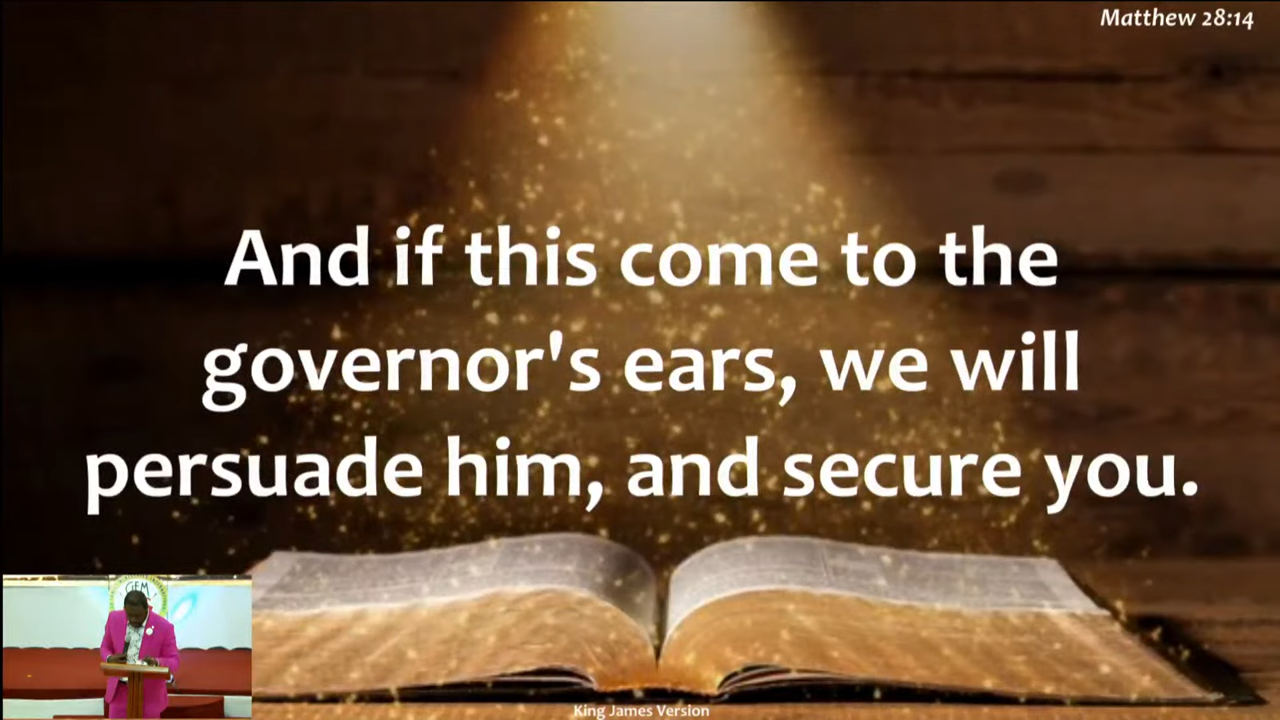 Matthew 28:14
And if this come to the
governor's ears, we will
persuade him, and secure you.
GEM
King James Version